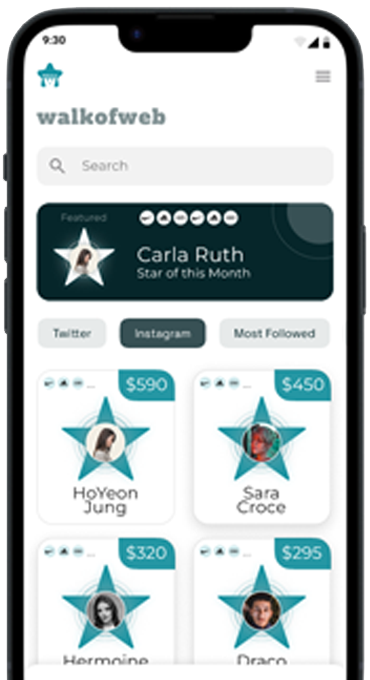 9:30
walkofweb
Search
Featured
Carla Ruth
Star of this Month
Twitter
Instagram
Most Followed
$590
$450
...
...
HoYeon
Jung
Sara
Croce
$320
$295
...
...
Hermoine
Draco